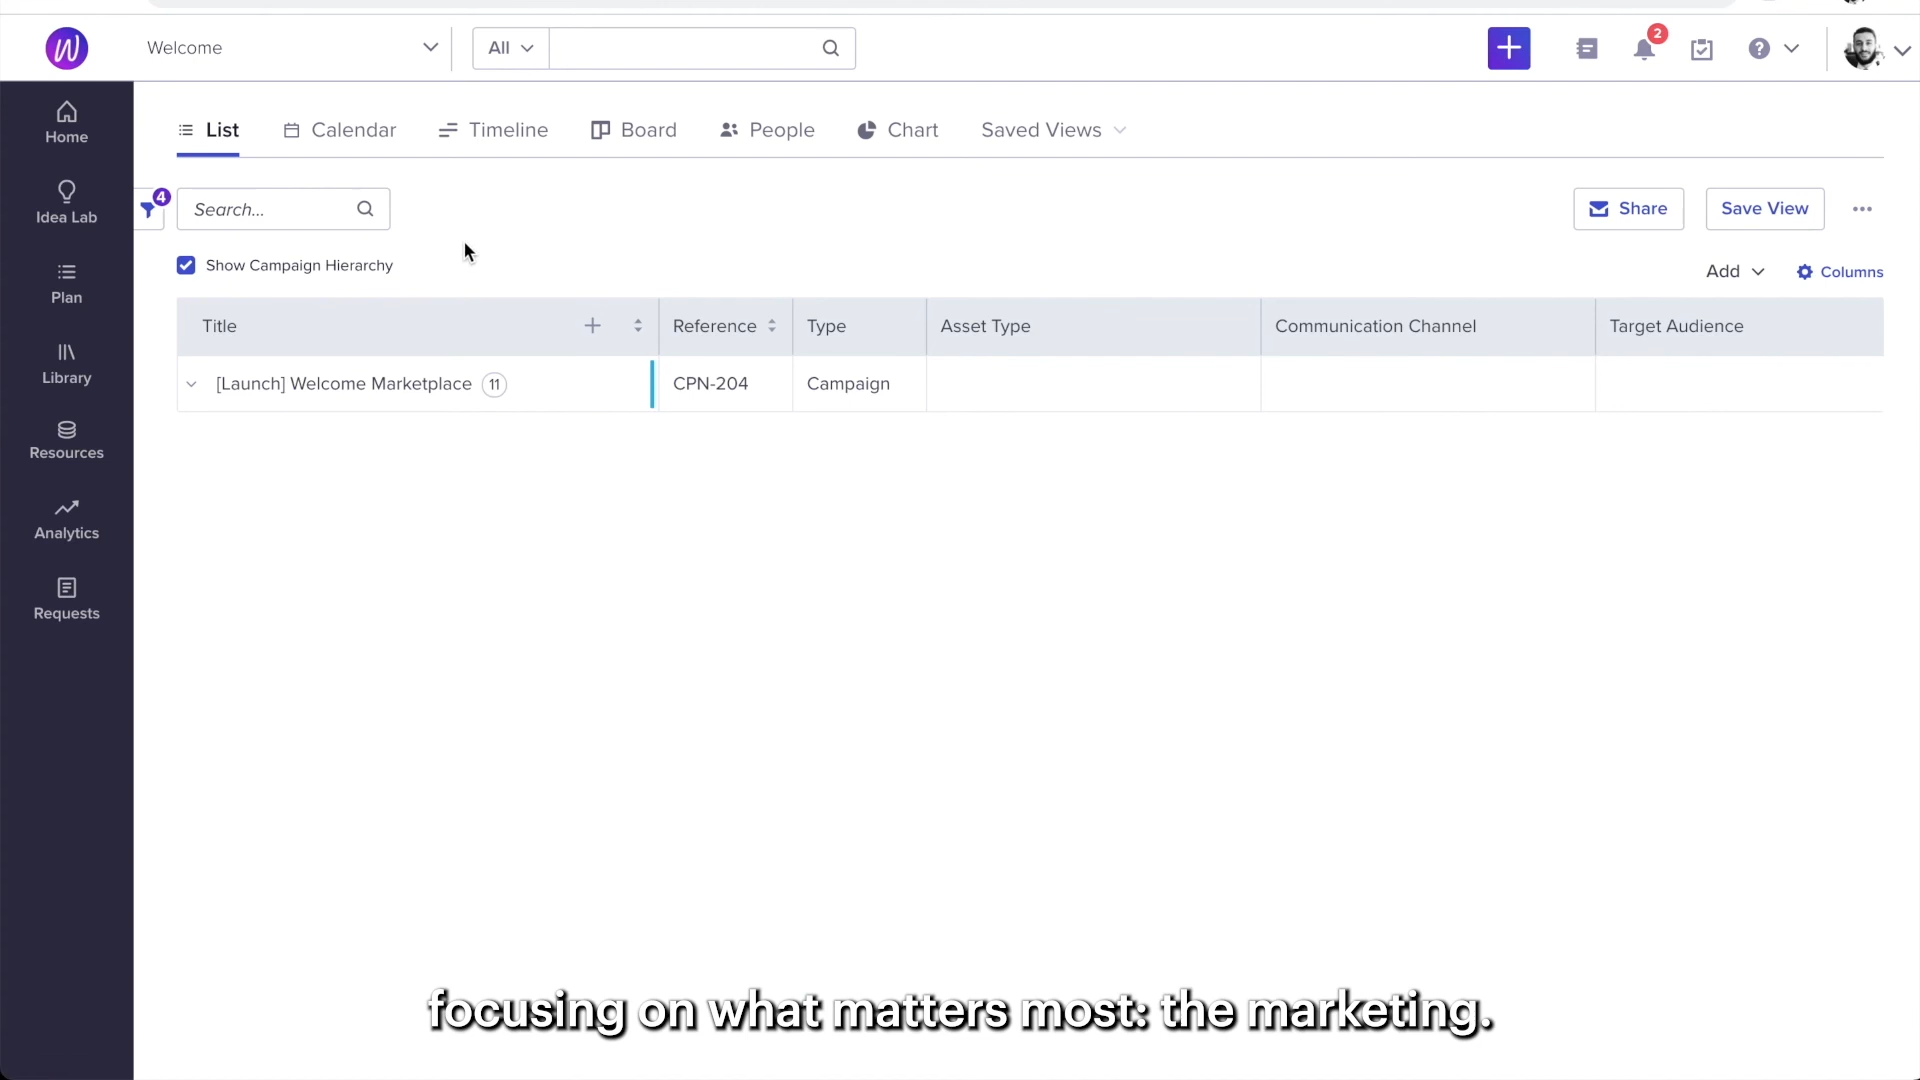 W Welcome All 2
Home
Idea Lab
Plan
Library
Resources
Analytics
Requests
List Calendar Timeline Board People Chart Saved Views
4 Search... Share Save View
Show Campaign Hierarchy Add Columns
Title Reference Type Asset Type Communication Channel Target Audience
[Launch] Welcome Marketplace 11 CPN-204 Campaign
focusing on what matters most: the marketing.